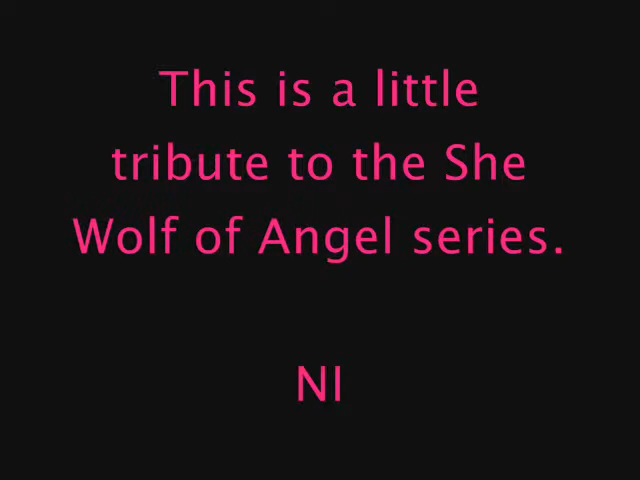 This is a little
tribute to the She
Wolf of Angel series.
NI